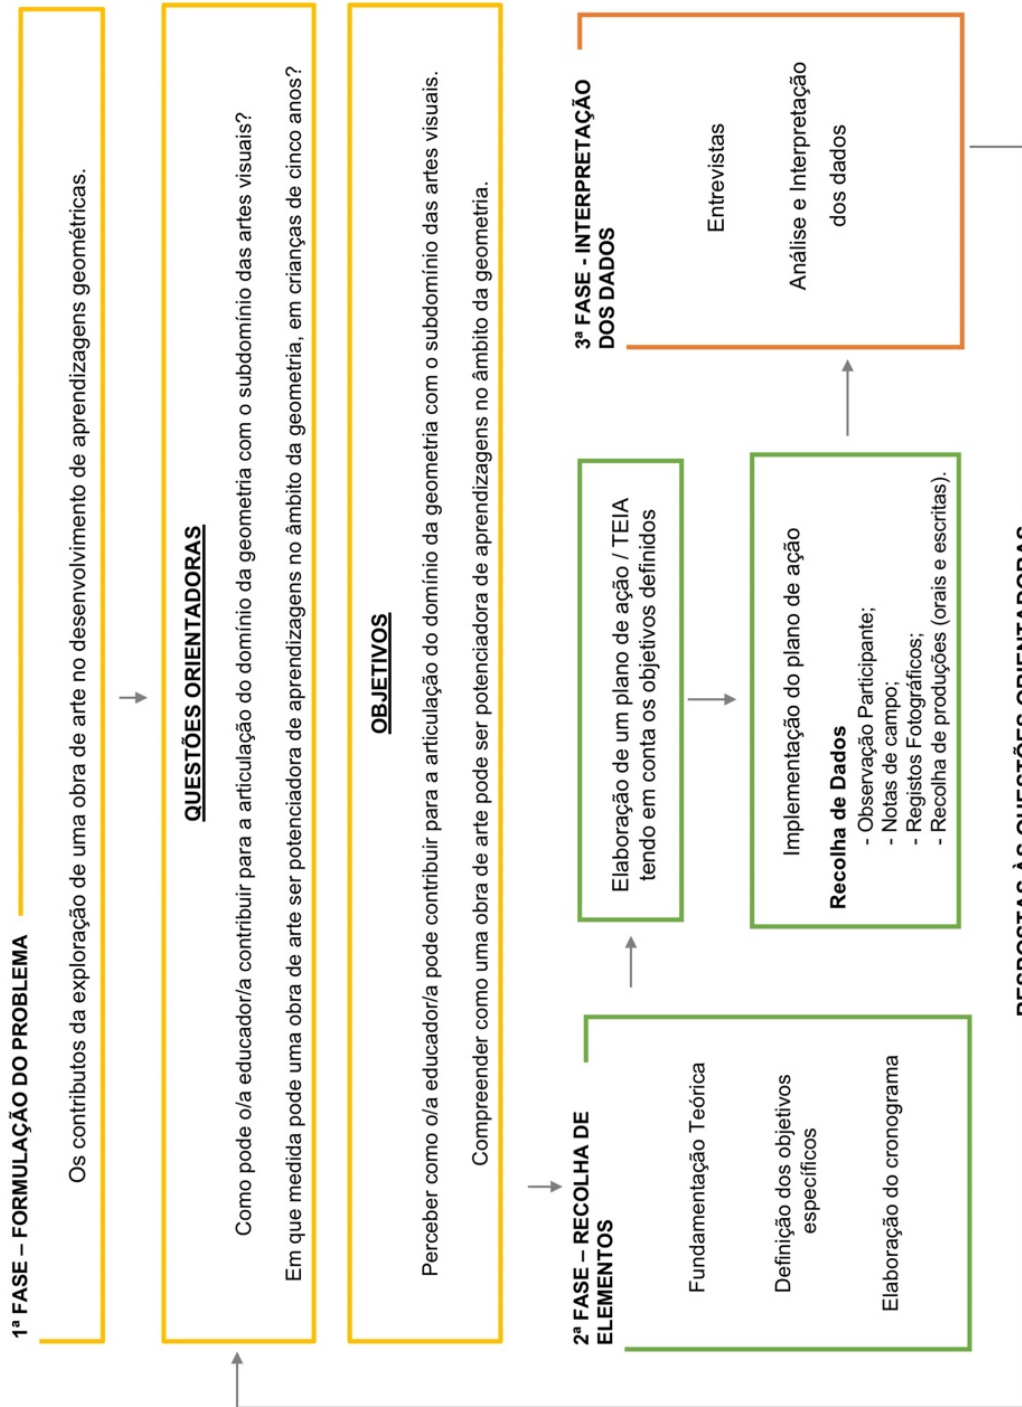 1ª FASE – FORMULAÇÃO DO PROBLEMA
Os contributos da exploração de uma obra de arte no desenvolvimento de aprendizagens geométricas.
QUESTÕES ORIENTADORAS
Como pode o/a educador/a contribuir para a articulação do domínio da geometria com o subdomínio das artes visuais?
Em que medida pode uma obra de arte ser potenciadora de aprendizagens no âmbito da geometria, em crianças de cinco anos?
OBJETIVOS
Perceber como o/a educador/a pode contribuir para a articulação do domínio da geometria com o subdomínio das artes visuais.
Compreender como uma obra de arte pode ser potenciadora de aprendizagens no âmbito da geometria.
2ª FASE – RECOLHA DE
ELEMENTOS
Fundamentação Teórica
Definição dos objetivos
específicos
Elaboração do cronograma
Elaboração de um plano de ação / TEIA
tendo em conta os objetivos definidos
Implementação do plano de ação
Recolha de Dados
- Observação Participante;
- Notas de campo;
- Registos Fotográficos;
- Recolha de produções (orais e escritas).
3ª FASE - INTERPRETAÇÃO
DOS DADOS
Entrevistas
Análise e Interpretação
dos dados
RESPOSTAS ÀS QUESTÕES ORIENTADORAS